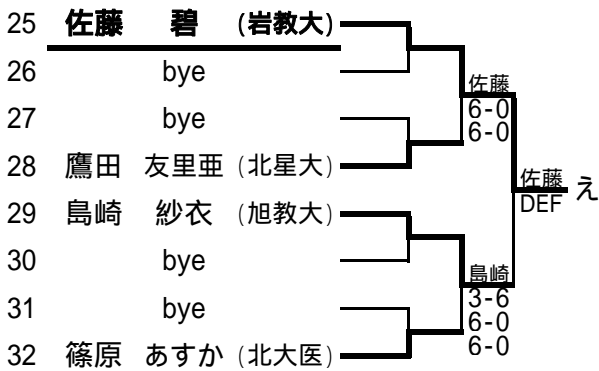 25 佐藤 碧 (岩教大)
26 bye
佐藤
27 bye
6-0
6-0
28 鷹田 友里亜 (北星大)
佐藤
DEF
え
29 島崎 紗衣 (旭教大)
30 bye
島崎
31 bye
3-6
6-0
6-0
32 篠原 あすか (北大医)